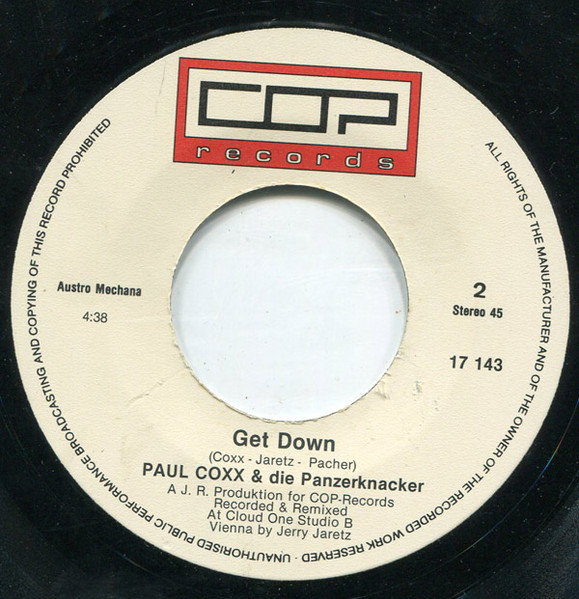 COP
records
ALL RIGHTS OF THE MANUFACTURER AND OF THE OWNER OF THE RECORDED WORK RESERVED · UNAUTHORISED PUBLIC PERFORMANCE BROADCASTING AND COPYING OF THIS RECORD PROHIBITED
Austro Mechana
4:38
2
Stereo 45
17 143
Get Down
(Coxx - Jaretz - Pacher)
PAUL COXX & die Panzerknacker
A J. R. Produktion for COP-Records
Recorded & Remixed
At Cloud One Studio B
Vienna by Jerry Jaretz